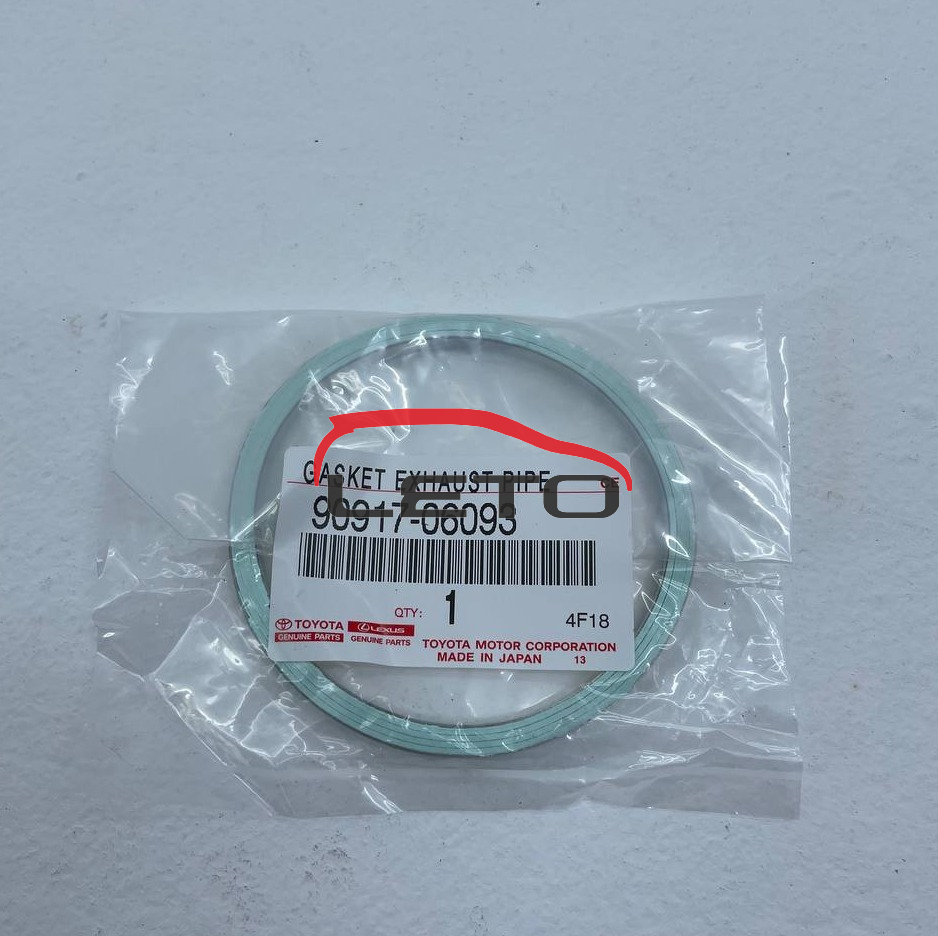 GASKET EXHAUST PIPE CE
LETO
90917-06093
QTY: 1 4F18
TOYOTA LEXUS
GENUINE PARTS GENUINE PARTS
TOYOTA MOTOR CORPORATION
MADE IN JAPAN 13